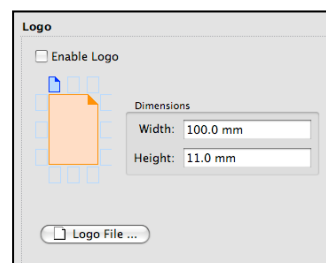 Logo
Enable Logo
Dimensions
Width: 100.0 mm
Height: 11.0 mm
Logo File ...